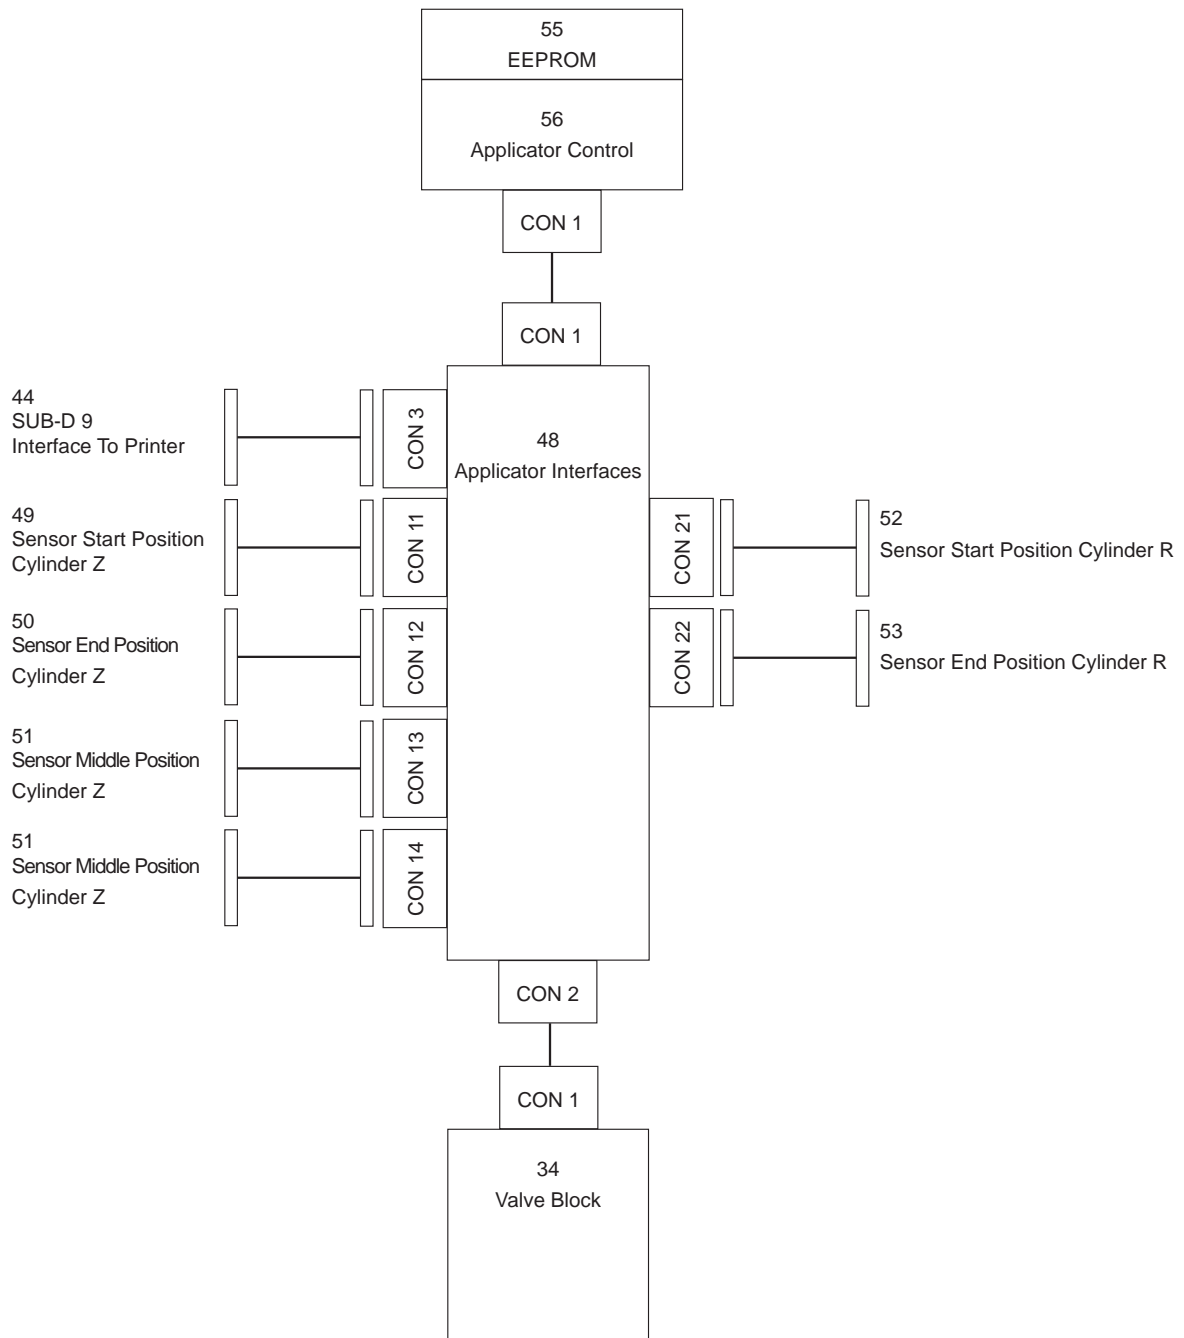 55
EEPROM
56
Applicator Control
CON 1
CON 1
44
SUB-D 9
Interface To Printer
CON 3
48
Applicator Interfaces
49
Sensor Start Position
Cylinder Z
CON 11
CON 21
52
Sensor Start Position Cylinder R
50
Sensor End Position
Cylinder Z
CON 12
CON 22
53
Sensor End Position Cylinder R
51
Sensor Middle Position
Cylinder Z
CON 13
51
Sensor Middle Position
Cylinder Z
CON 14
CON 2
CON 1
34
Valve Block